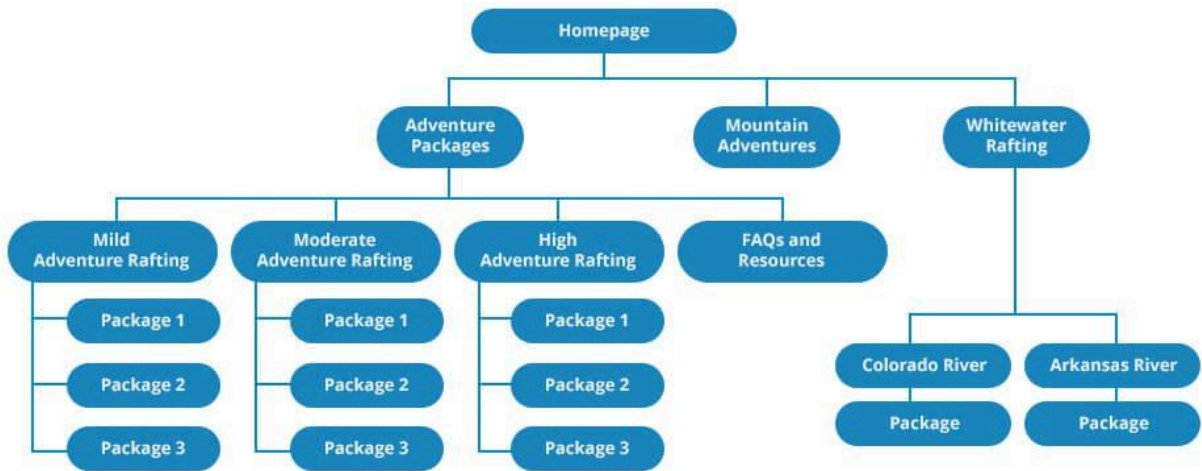 Homepage
Adventure
Packages
Mountain
Adventures
Whitewater
Rafting
Mild
Adventure Rafting
Moderate
Adventure Rafting
High
Adventure Rafting
FAQs and
Resources
Package 1
Package 1
Package 1
Package 2
Package 2
Package 2
Package 3
Package 3
Package 3
Colorado River
Arkansas River
Package
Package